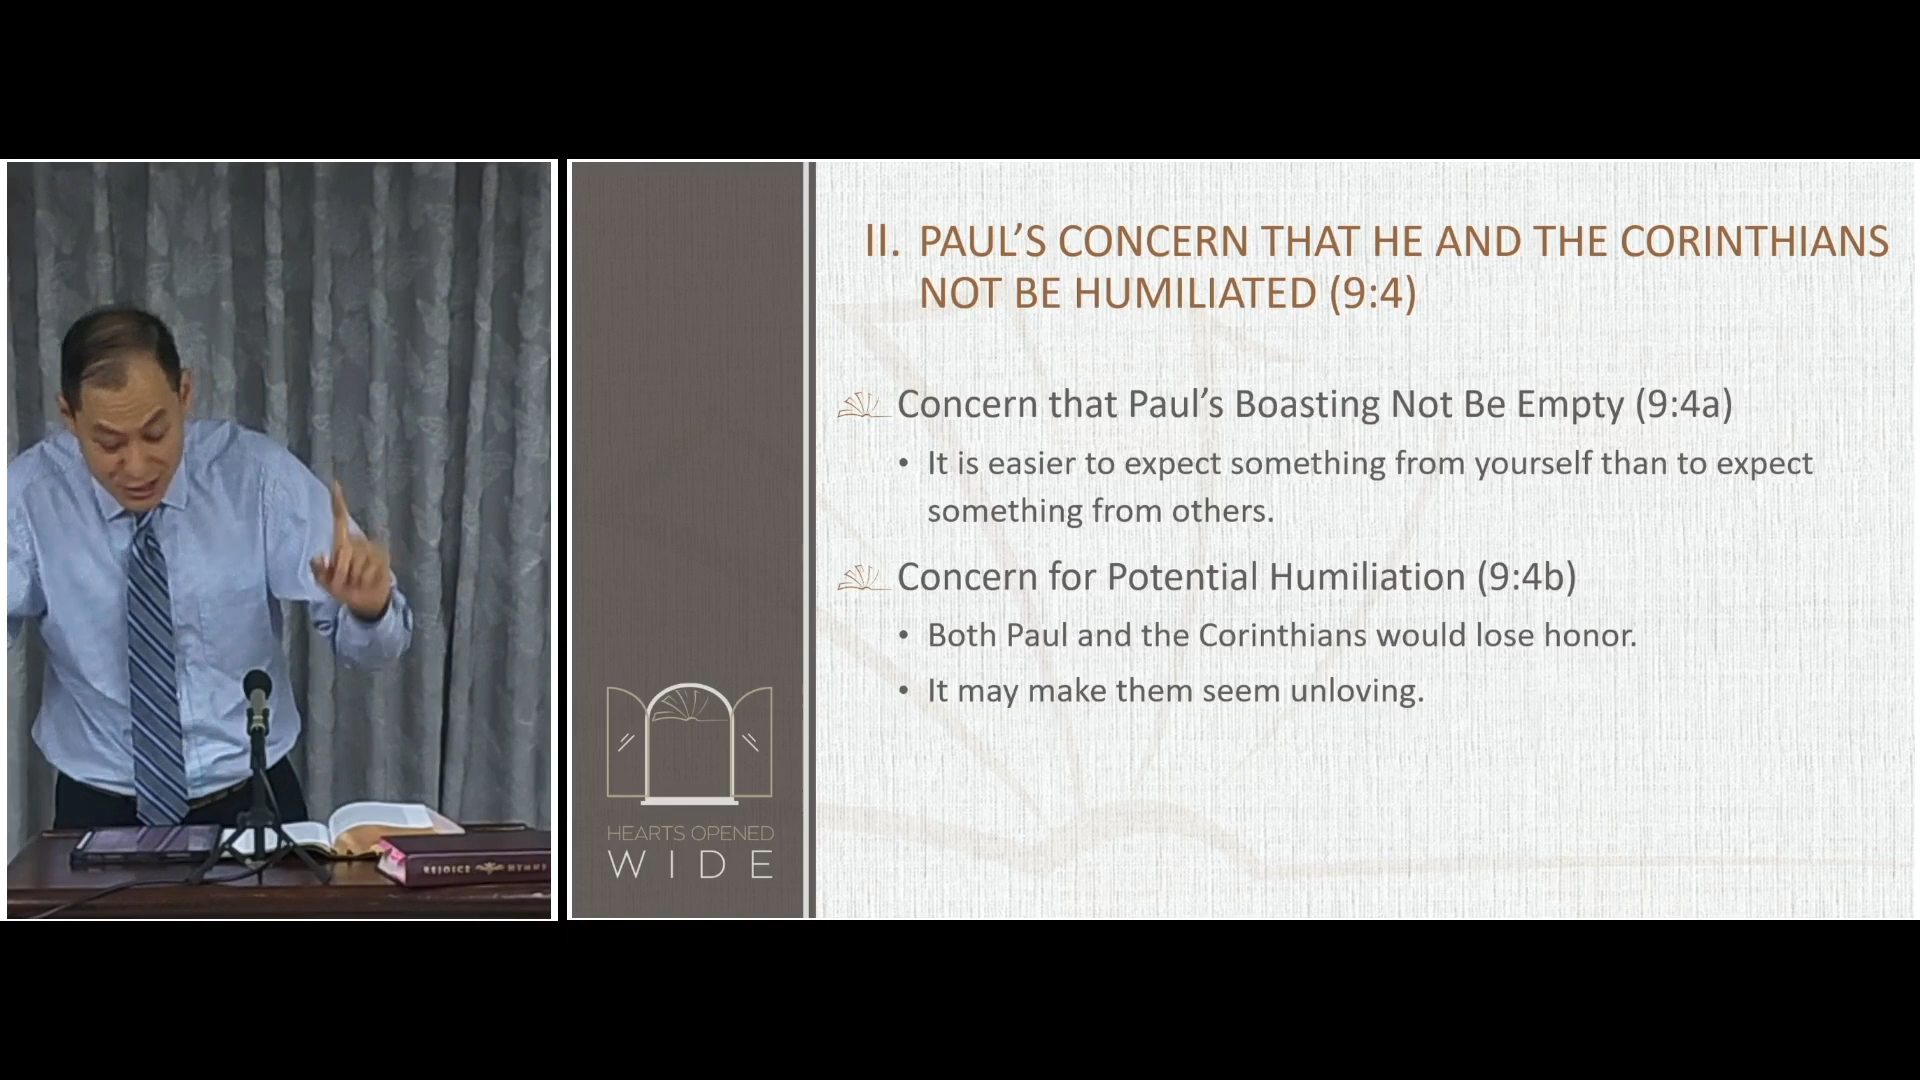 II. PAUL’S CONCERN THAT HE AND THE CORINTHIANS
NOT BE HUMILIATED (9:4)
Concern that Paul’s Boasting Not Be Empty (9:4a)
• It is easier to expect something from yourself than to expect
something from others.
Concern for Potential Humiliation (9:4b)
• Both Paul and the Corinthians would lose honor.
• It may make them seem unloving.
HEARTS OPENED
WIDE
REJOICE HYMNS